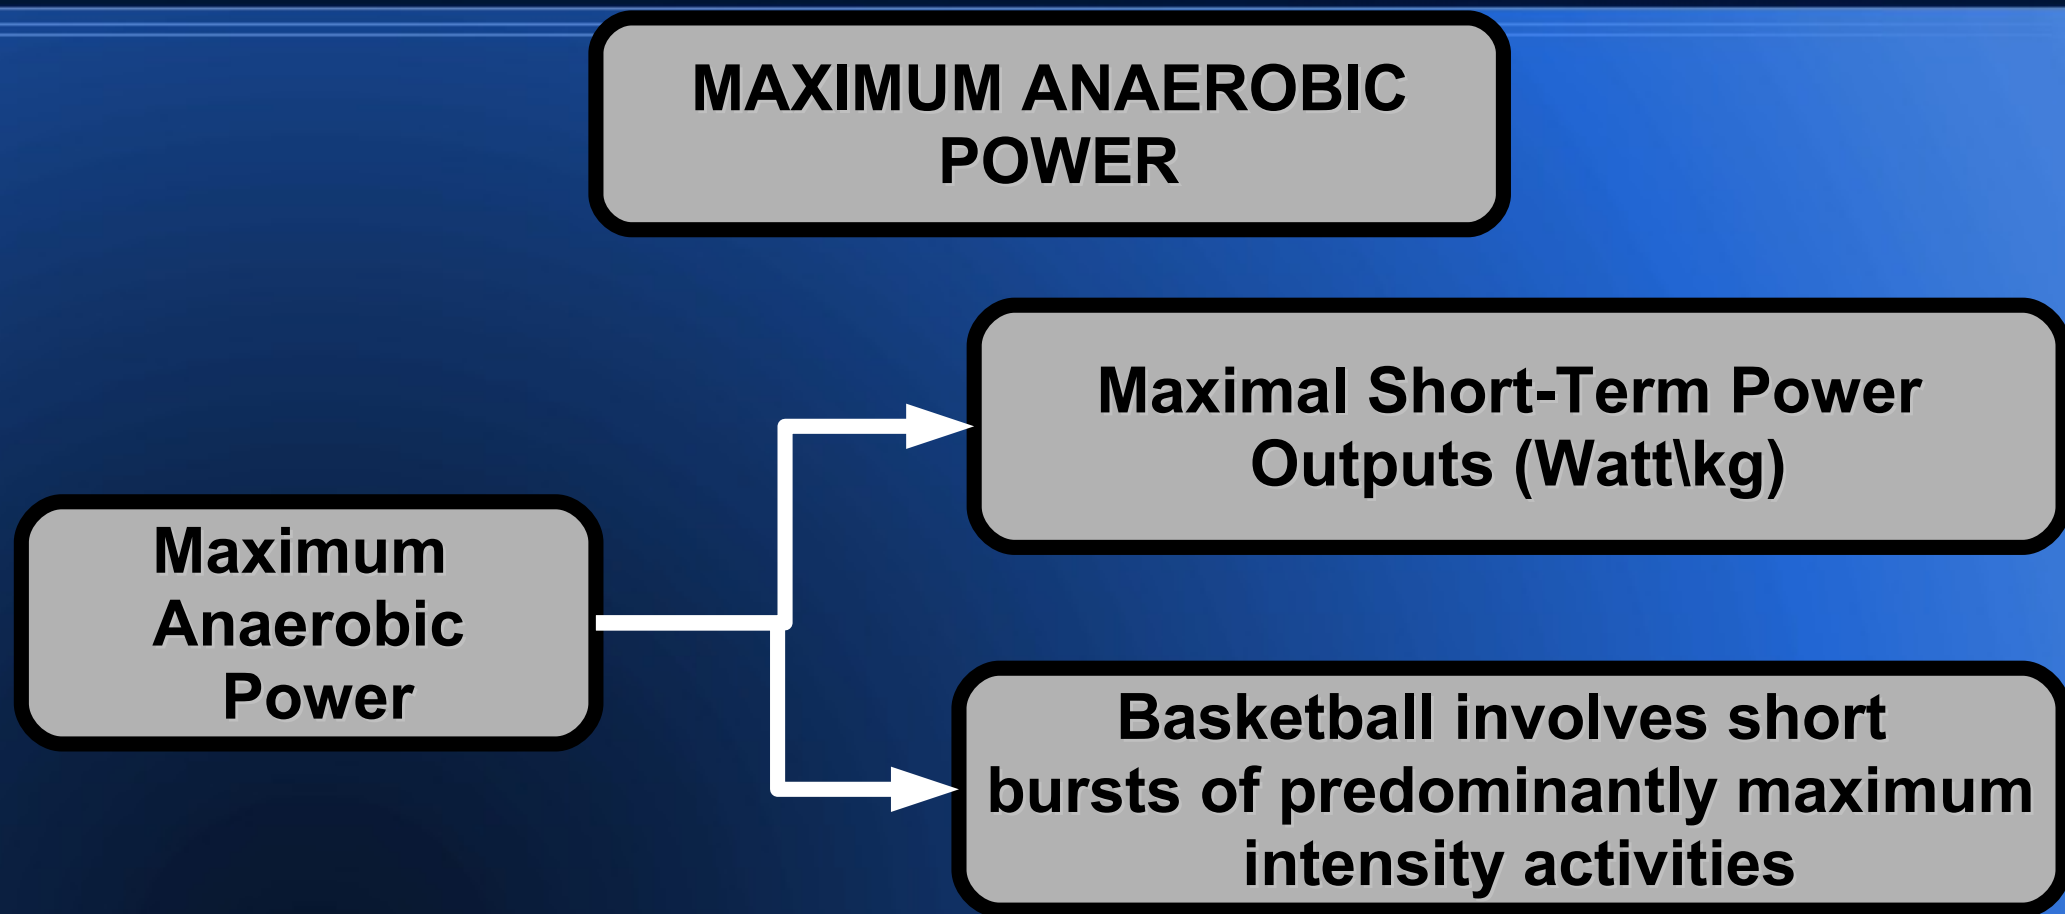 MAXIMUM ANAEROBIC
POWER
Maximal Short-Term Power
Outputs (Watt\kg)
Maximum
Anaerobic
Power
Basketball involves short
bursts of predominantly maximum
intensity activities